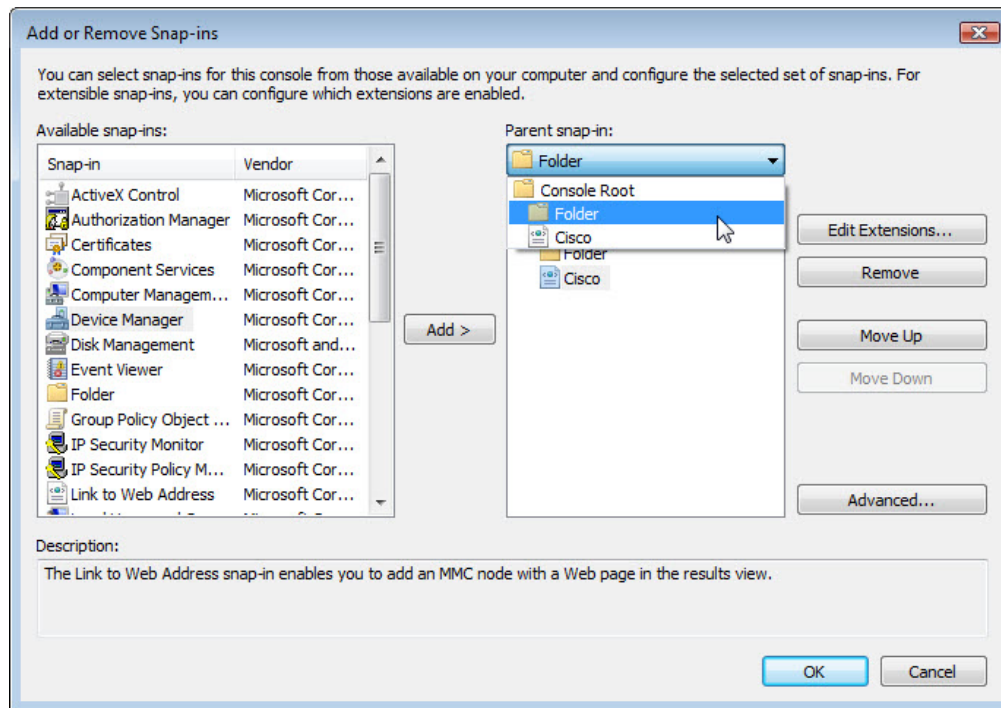 Add or Remove Snap-ins
You can select snap-ins for this console from those available on your computer and configure the selected set of snap-ins. For
extensible snap-ins, you can configure which extensions are enabled.
Available snap-ins:
Snap-in Vendor
ActiveX Control Microsoft Cor...
Authorization Manager Microsoft Cor...
Certificates Microsoft Cor...
Component Services Microsoft Cor...
Computer Managem... Microsoft Cor...
Device Manager Microsoft Cor...
Disk Management Microsoft and...
Event Viewer Microsoft Cor...
Folder Microsoft Cor...
Group Policy Object ... Microsoft Cor...
IP Security Monitor Microsoft Cor...
IP Security Policy M... Microsoft Cor...
Link to Web Address Microsoft Cor...
Add >
Parent snap-in:
Folder
Console Root
Folder
Cisco
Folder
Cisco
Edit Extensions...
Remove
Move Up
Move Down
Advanced...
Description:
The Link to Web Address snap-in enables you to add an MMC node with a Web page in the results view.
OK Cancel